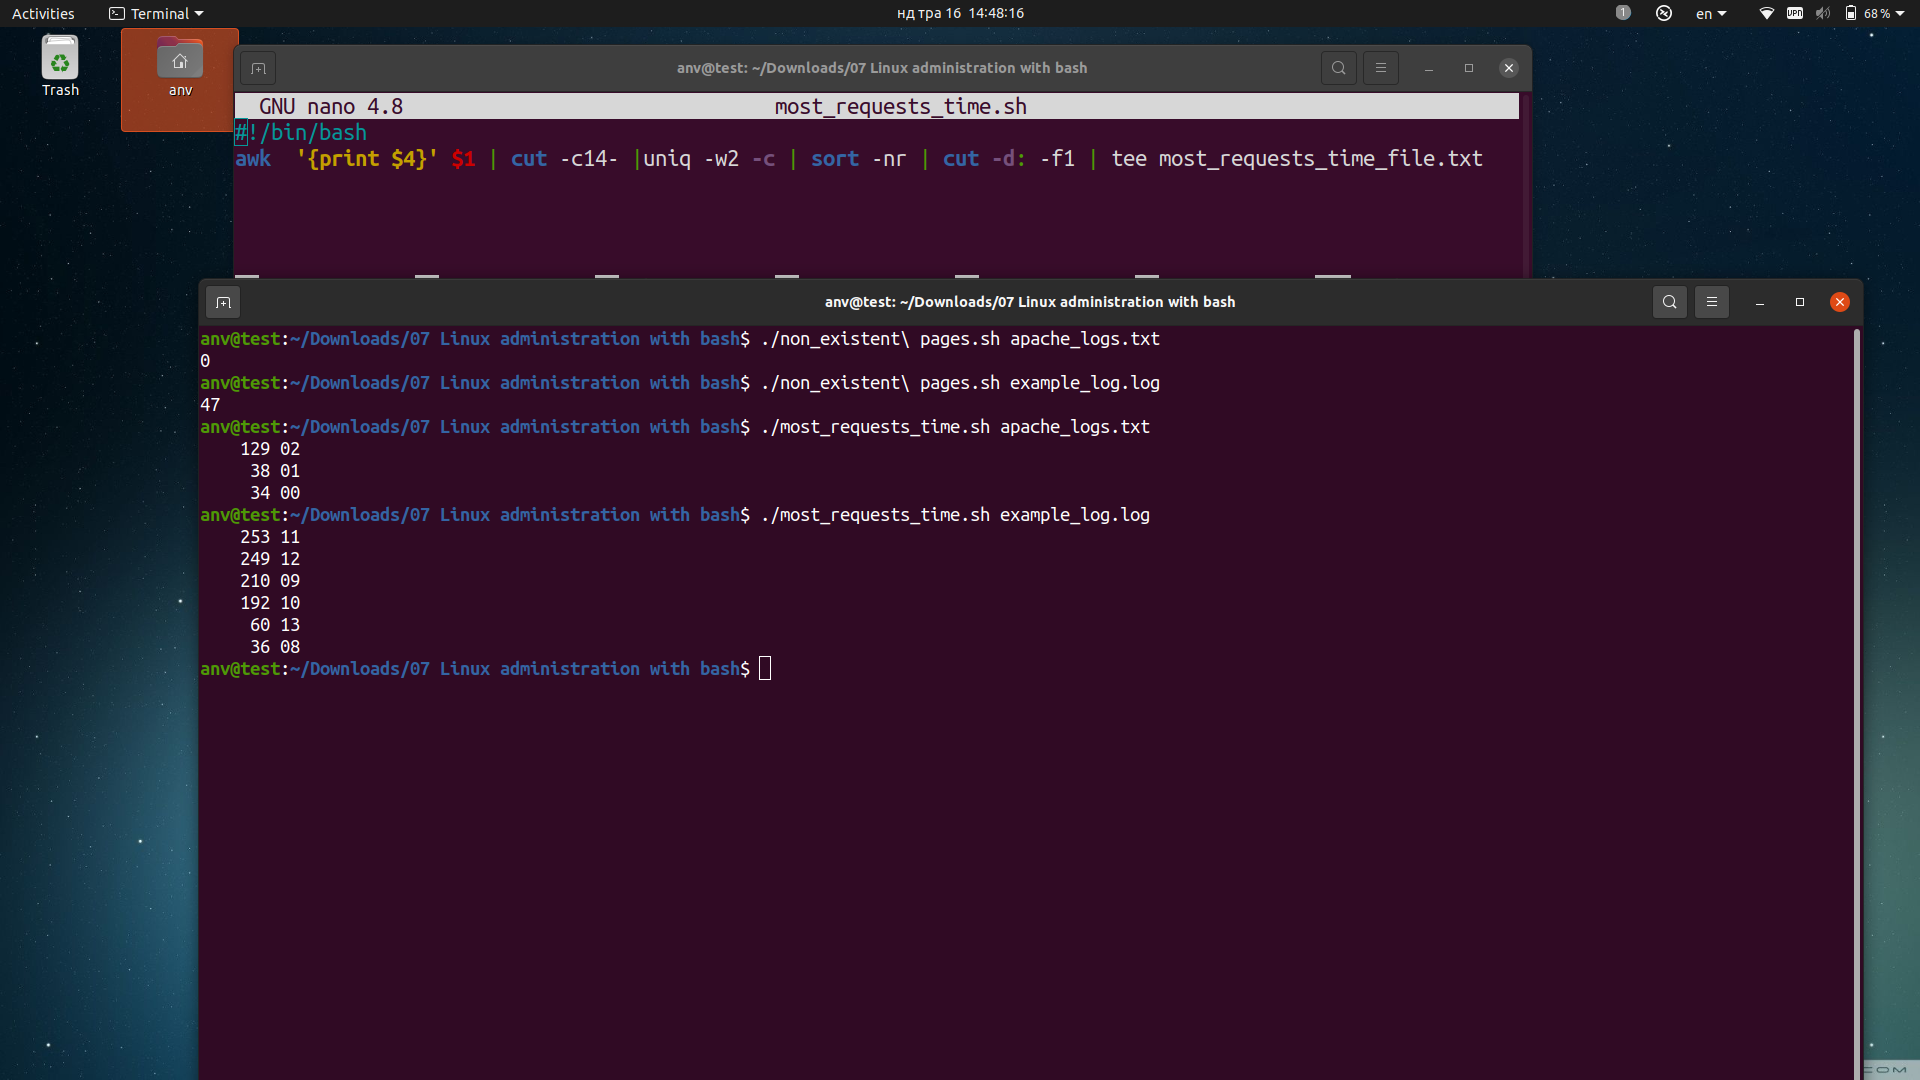 Activities Terminal нд тра 16 14:48:16 1 en VPN 68 %
Trash
anv
anv@test: ~/Downloads/07 Linux administration with bash
GNU nano 4.8 most_requests_time.sh
#!/bin/bash
awk  '{print $4}' $1 | cut -c14- |uniq -w2 -c | sort -nr | cut -d: -f1 | tee most_requests_time_file.txt
anv@test: ~/Downloads/07 Linux administration with bash
anv@test:~/Downloads/07 Linux administration with bash$ ./non_existent\ pages.sh apache_logs.txt
0
anv@test:~/Downloads/07 Linux administration with bash$ ./non_existent\ pages.sh example_log.log
47
anv@test:~/Downloads/07 Linux administration with bash$ ./most_requests_time.sh apache_logs.txt
129 02
38 01
34 00
anv@test:~/Downloads/07 Linux administration with bash$ ./most_requests_time.sh example_log.log
253 11
249 12
210 09
192 10
60 13
36 08
anv@test:~/Downloads/07 Linux administration with bash$